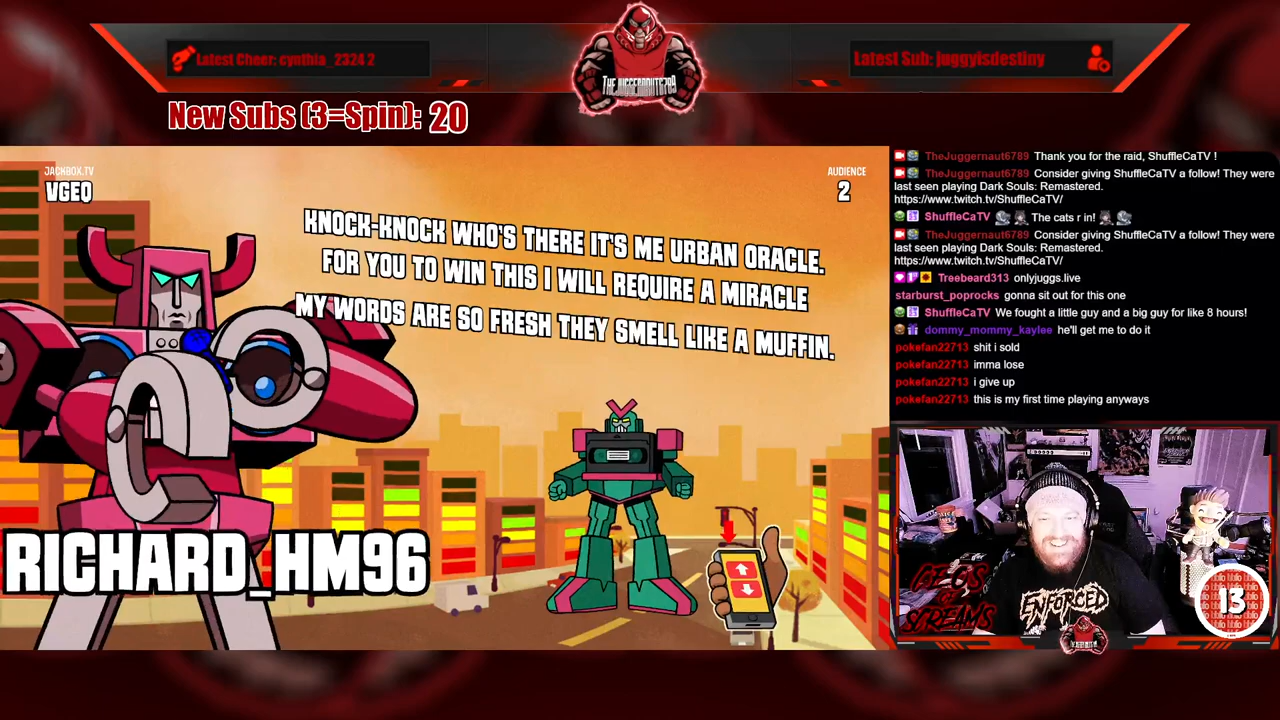 Latest Cheer: cynthia_2324 2
THEJUGGERNAUT6789
Latest Sub: juggyisdestiny
New Subs (3=Spin): 20
JACKBOX.TV
VGEQ
AUDIENCE
2
KNOCK-KNOCK WHO'S THERE IT'S ME URBAN ORACLE.
FOR YOU TO WIN THIS I WILL REQUIRE A MIRACLE
MY WORDS ARE SO FRESH THEY SMELL LIKE A MUFFIN.
RICHARD_HM96
TheJuggernaut6789 Thank you for the raid, ShuffleCaTV !
TheJuggernaut6789 Consider giving ShuffleCaTV a follow! They were
last seen playing Dark Souls: Remastered.
https://www.twitch.tv/ShuffleCaTV/
ShuffleCaTV The cats r in!
TheJuggernaut6789 Consider giving ShuffleCaTV a follow! They were
last seen playing Dark Souls: Remastered.
https://www.twitch.tv/ShuffleCaTV/
Treebeard313 onlyjuggs.live
starburst_poprocks gonna sit out for this one
ShuffleCaTV We fought a little guy and a big guy for like 8 hours!
dommy_mommy_kaylee he'll get me to do it
pokefan22713 shit i sold
pokefan22713 imma lose
pokefan22713 i give up
pokefan22713 this is my first time playing anyways
ENFORCED
SCREAMS
13